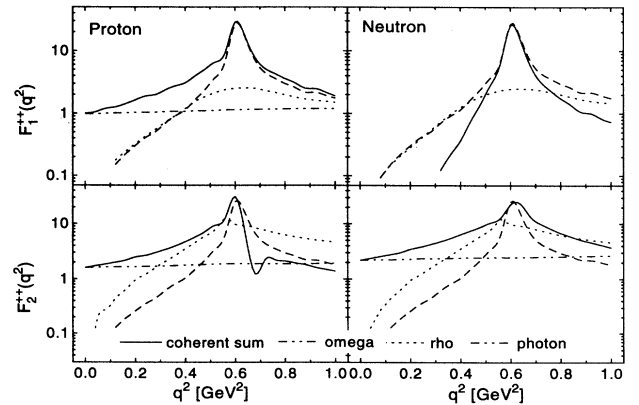 Proton
Neutron
F₁⁺⁺(q²)
10
1
0.1
F₂⁺⁺(q²)
10
1
0.1
coherent sum
omega
rho
photon
0.0 0.2 0.4 0.6 0.8 1.0 0.0 0.2 0.4 0.6 0.8 1.0
q² [GeV²]
q² [GeV²]